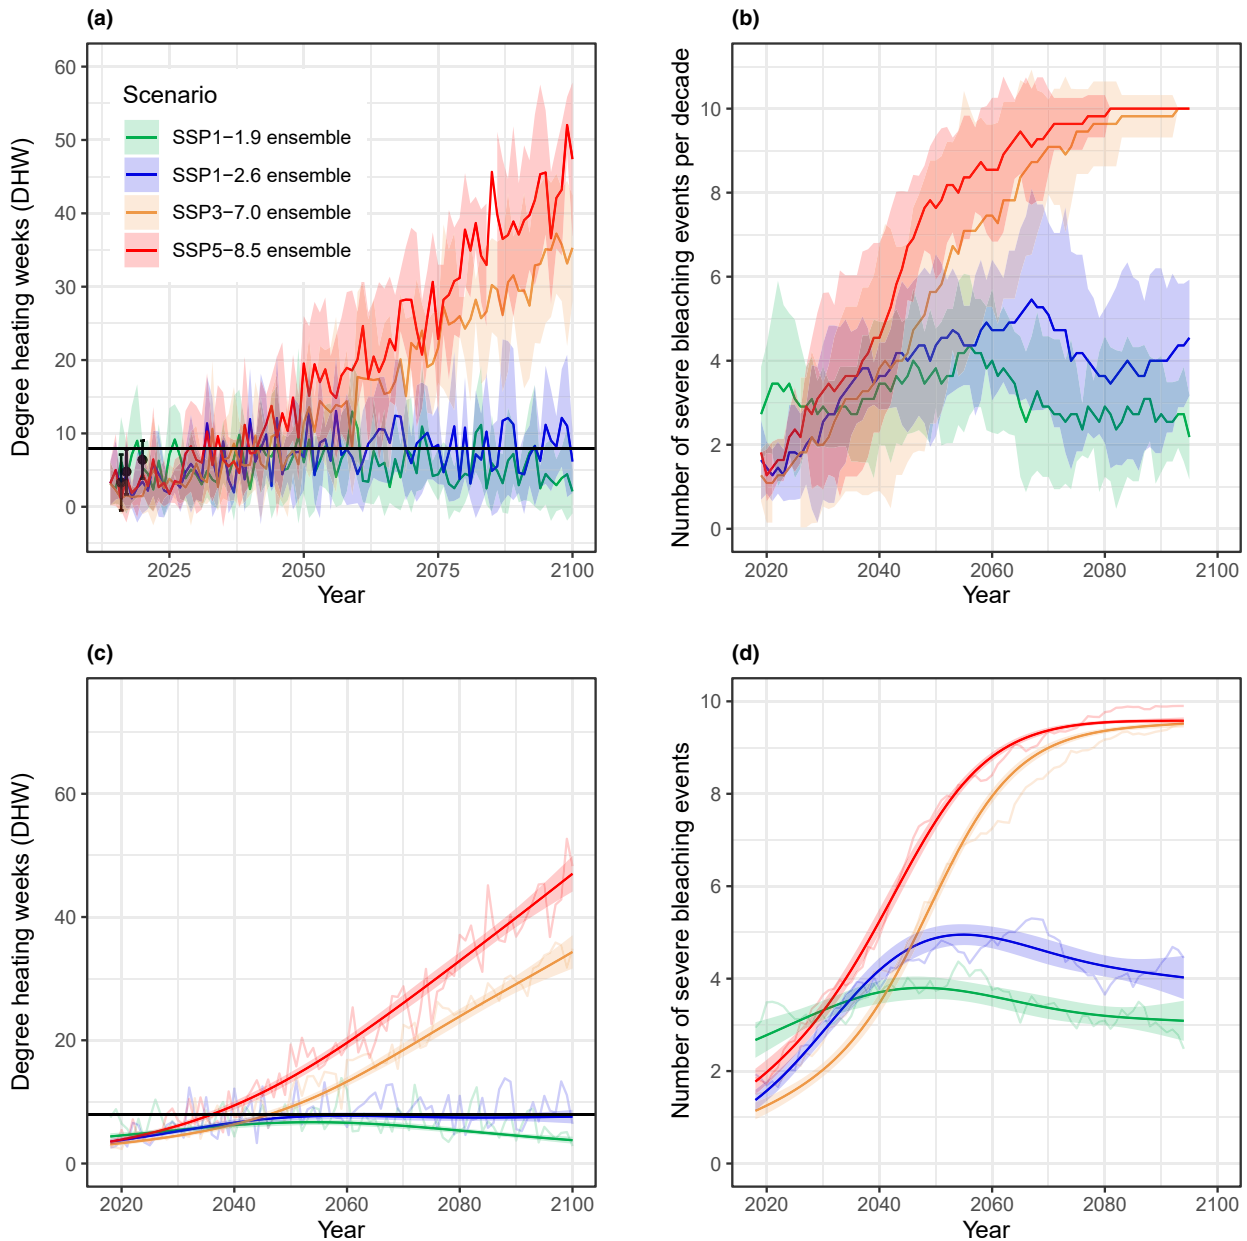 (a)
Degree heating weeks (DHW)
60
50
40
30
20
10
0
Scenario
SSP1−1.9 ensemble
SSP1−2.6 ensemble
SSP3−7.0 ensemble
SSP5−8.5 ensemble
2025 2050 2075 2100
Year
(b)
Number of severe bleaching events per decade
10
8
6
4
2
0
2020 2040 2060 2080 2100
Year
(c)
Degree heating weeks (DHW)
60
40
20
0
2020 2040 2060 2080 2100
Year
(d)
Number of severe bleaching events
10
8
6
4
2
0
2020 2040 2060 2080 2100
Year